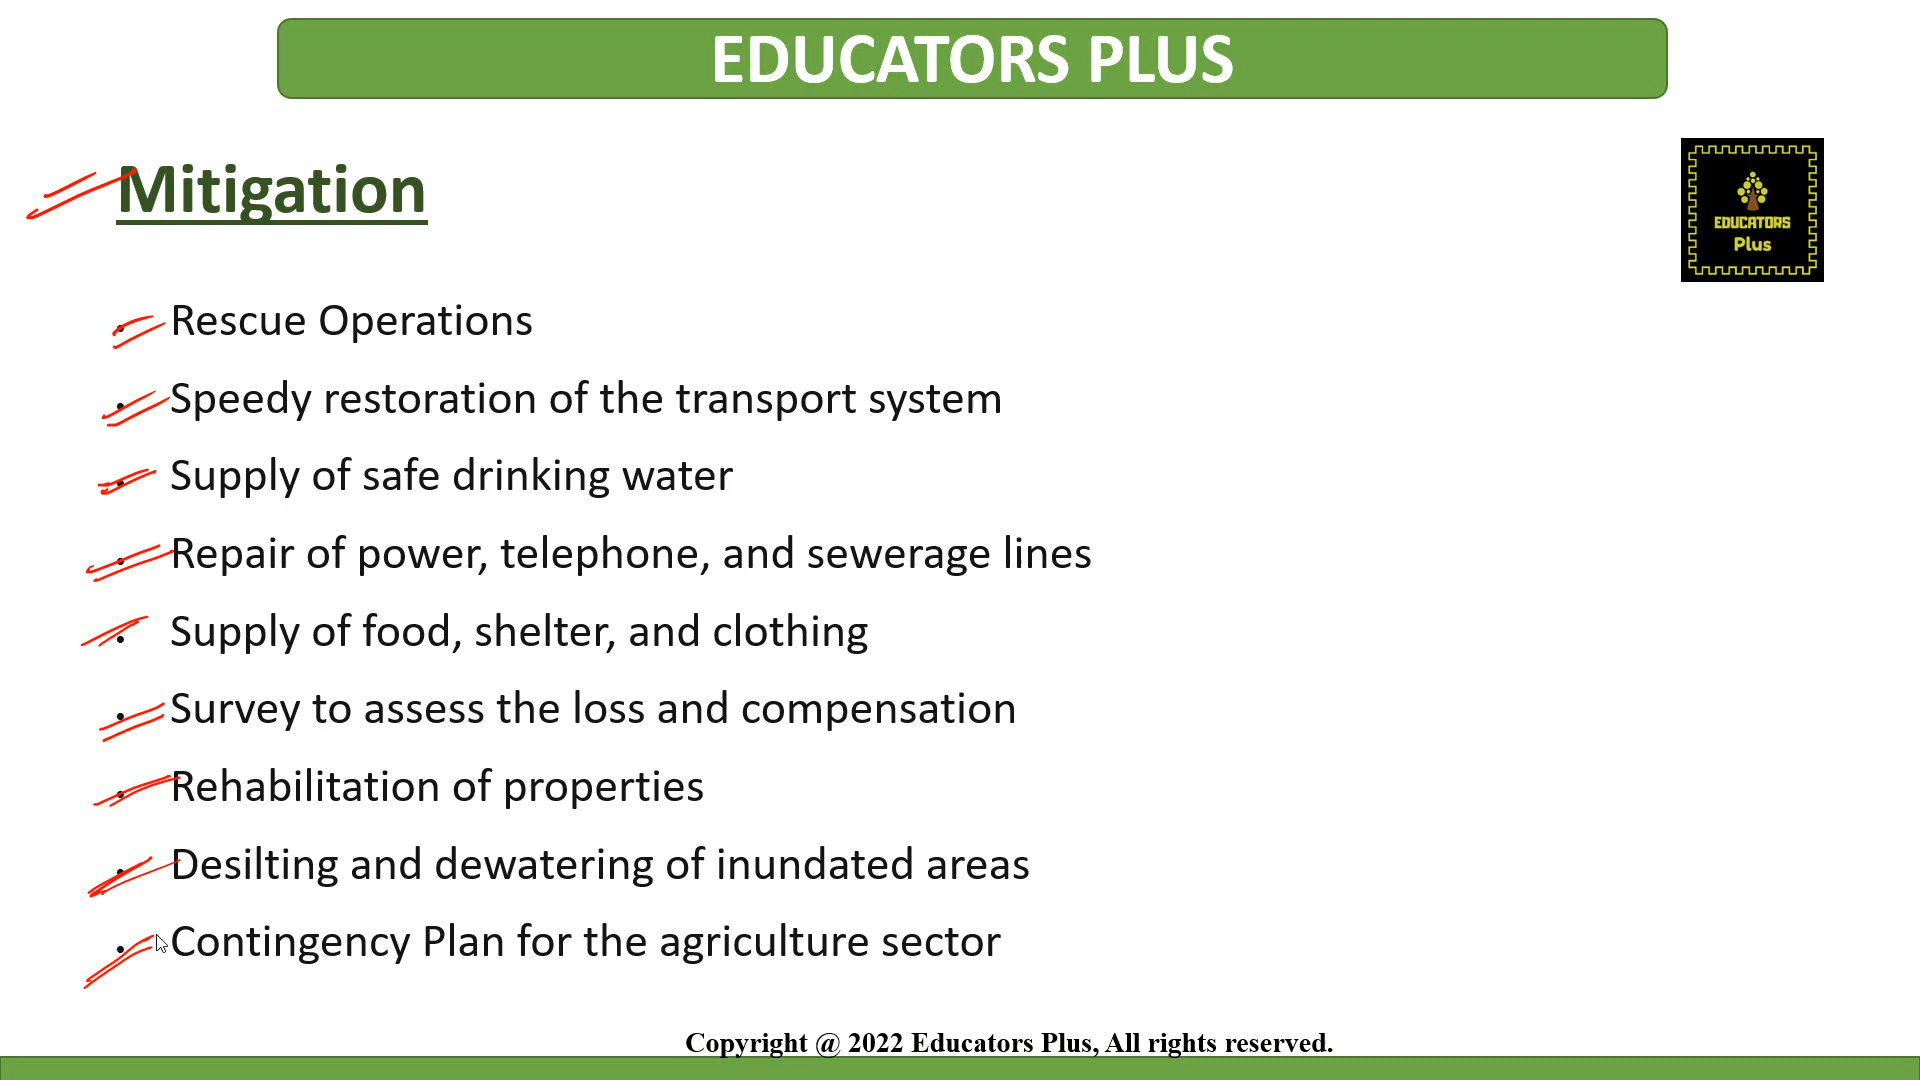 EDUCATORS PLUS
Mitigation
EDUCATORS
Plus
• Rescue Operations
• Speedy restoration of the transport system
• Supply of safe drinking water
• Repair of power, telephone, and sewerage lines
• Supply of food, shelter, and clothing
• Survey to assess the loss and compensation
• Rehabilitation of properties
• Desilting and dewatering of inundated areas
• Contingency Plan for the agriculture sector
Copyright @ 2022 Educators Plus, All rights reserved.